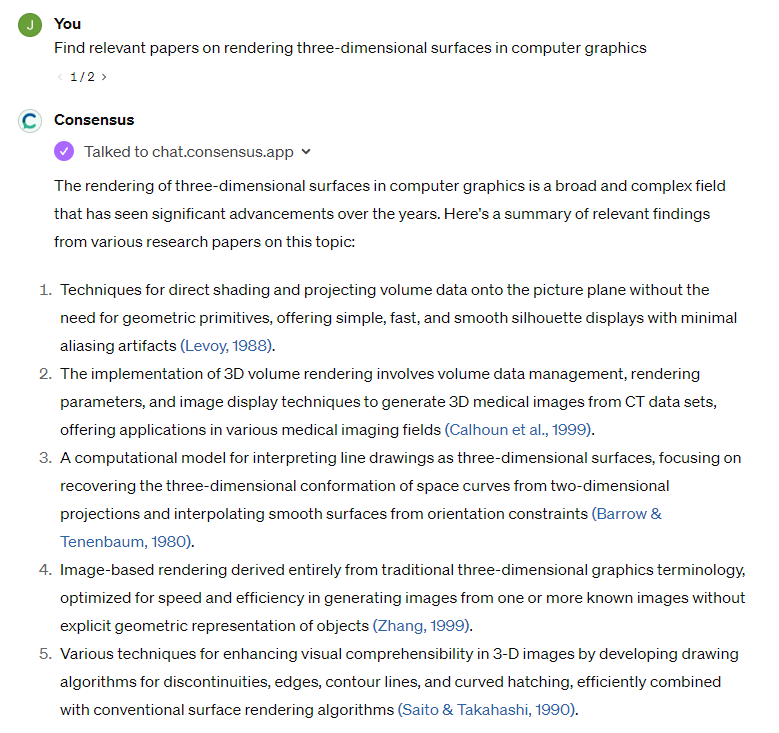 J
You
Find relevant papers on rendering three-dimensional surfaces in computer graphics
< 1 / 2 >
Consensus
Talked to chat.consensus.app
The rendering of three-dimensional surfaces in computer graphics is a broad and complex field
that has seen significant advancements over the years. Here's a summary of relevant findings
from various research papers on this topic:
1. Techniques for direct shading and projecting volume data onto the picture plane without the
need for geometric primitives, offering simple, fast, and smooth silhouette displays with minimal
aliasing artifacts (Levoy, 1988).
2. The implementation of 3D volume rendering involves volume data management, rendering
parameters, and image display techniques to generate 3D medical images from CT data sets,
offering applications in various medical imaging fields (Calhoun et al., 1999).
3. A computational model for interpreting line drawings as three-dimensional surfaces, focusing on
recovering the three-dimensional conformation of space curves from two-dimensional
projections and interpolating smooth surfaces from orientation constraints (Barrow &
Tenenbaum, 1980).
4. Image-based rendering derived entirely from traditional three-dimensional graphics terminology,
optimized for speed and efficiency in generating images from one or more known images without
explicit geometric representation of objects (Zhang, 1999).
5. Various techniques for enhancing visual comprehensibility in 3-D images by developing drawing
algorithms for discontinuities, edges, contour lines, and curved hatching, efficiently combined
with conventional surface rendering algorithms (Saito & Takahashi, 1990).